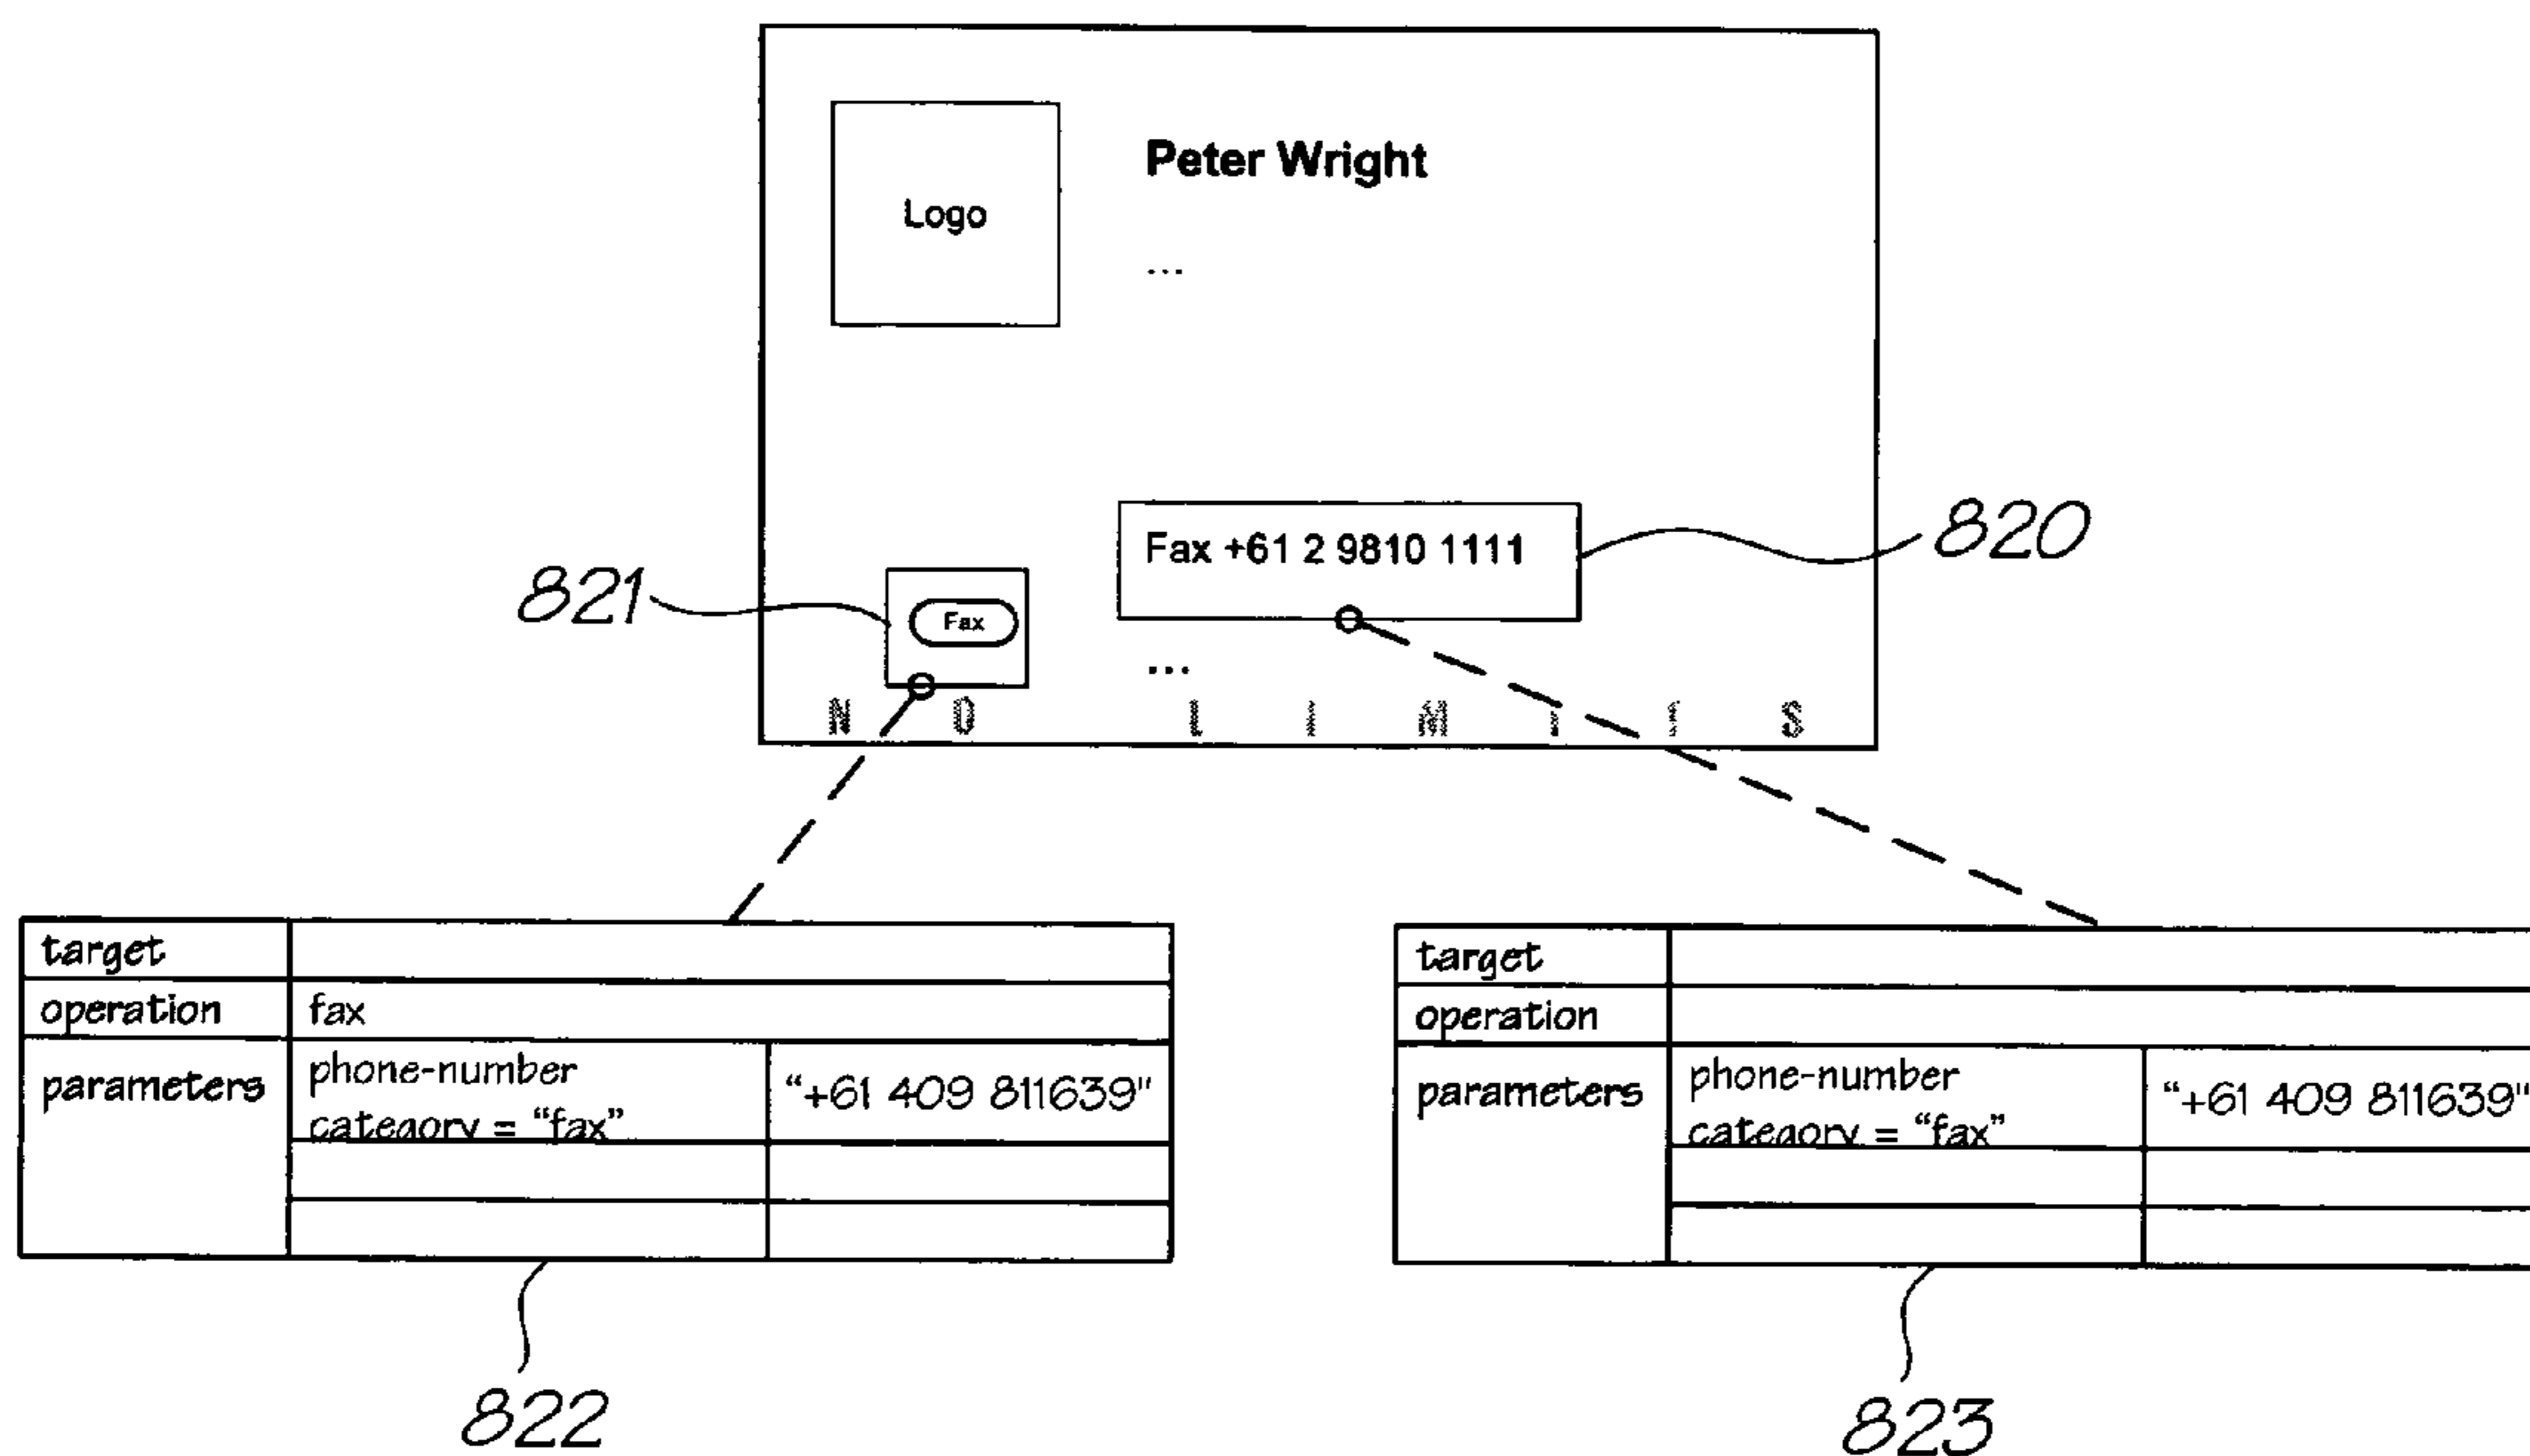 Peter Wright
Logo
...
Fax +61 2 9810 1111
820
821
Fax
...
N O L I M I T S
target
operation fax
parameters phone-number "+61 409 811639"
category = "fax"
822
target
operation
parameters phone-number "+61 409 811639"
category = "fax"
823